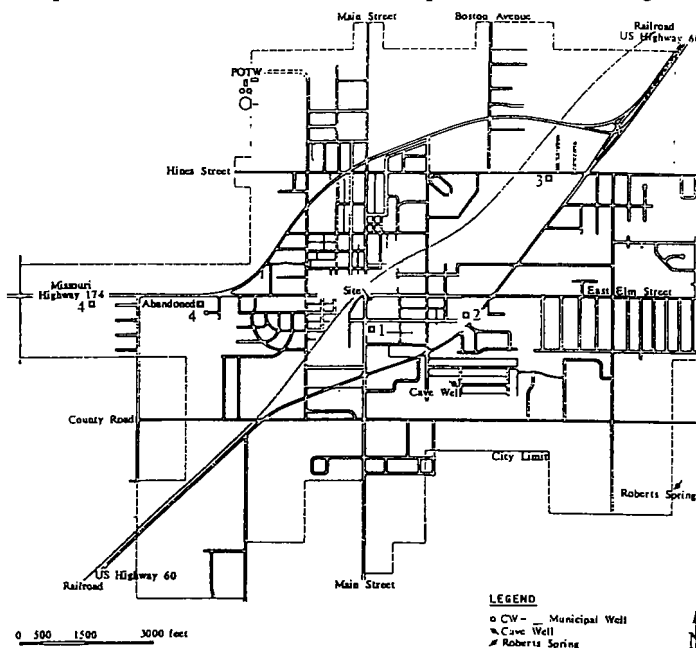 Main Street
Boston Avenue
Railroad
US Highway 60
POTW
Hines Street
3
Missouri
Highway 174
4
Abandoned
4
Site
East Elm Street
1
2
Cave Well
County Road
City Limit
Roberts Spring
US Highway 60
Railroad
Main Street
LEGEND
CW- _ Municipal Well
Cave Well
Roberts Spring
N
0 500 1500 3000 feet